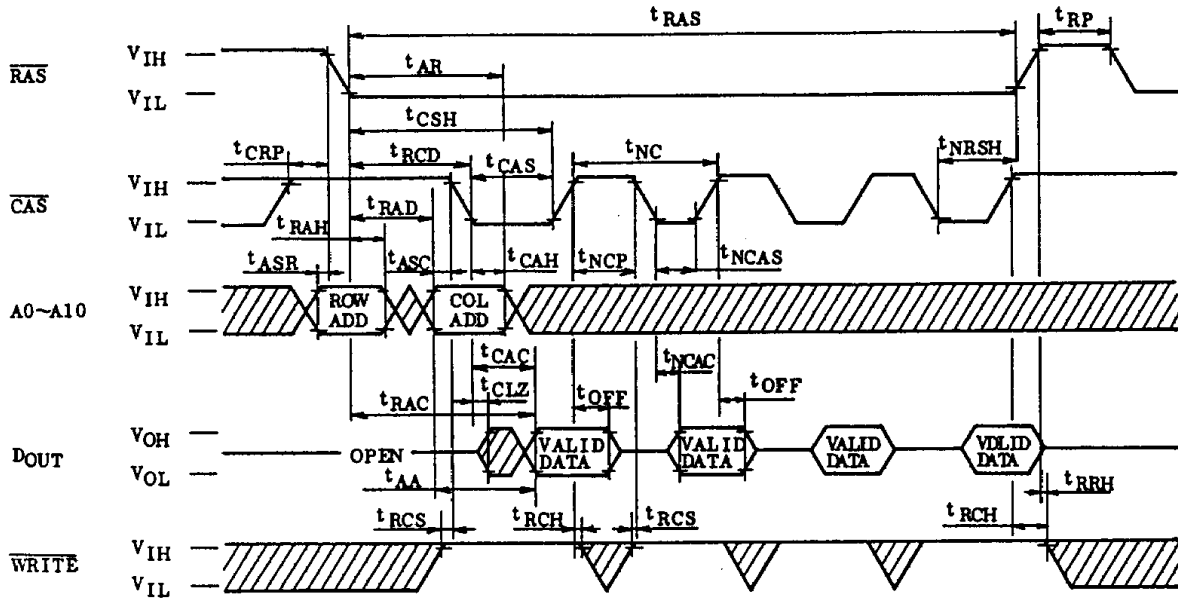 tRAS
tRP
VIH
RAS
tAR
VIL
tCSH
tCRP
tRCD
tCAS
tNC
tNRSH
VIH
CAS
VIL
tRAD
tRAH
tASR
tASC
tCAH
tNCP
tNCAS
VIH
A0~A10
ROW ADD
COL ADD
VIL
tCAC
tNCAC
tCLZ
tOFF
tOFF
tRAC
VOH
DOUT
OPEN
VALID DATA
VALID DATA
VALID DATA
VDLID DATA
VOL
tAA
tRRH
tRCS
tRCH
tRCS
tRCH
VIH
WRITE
VIL